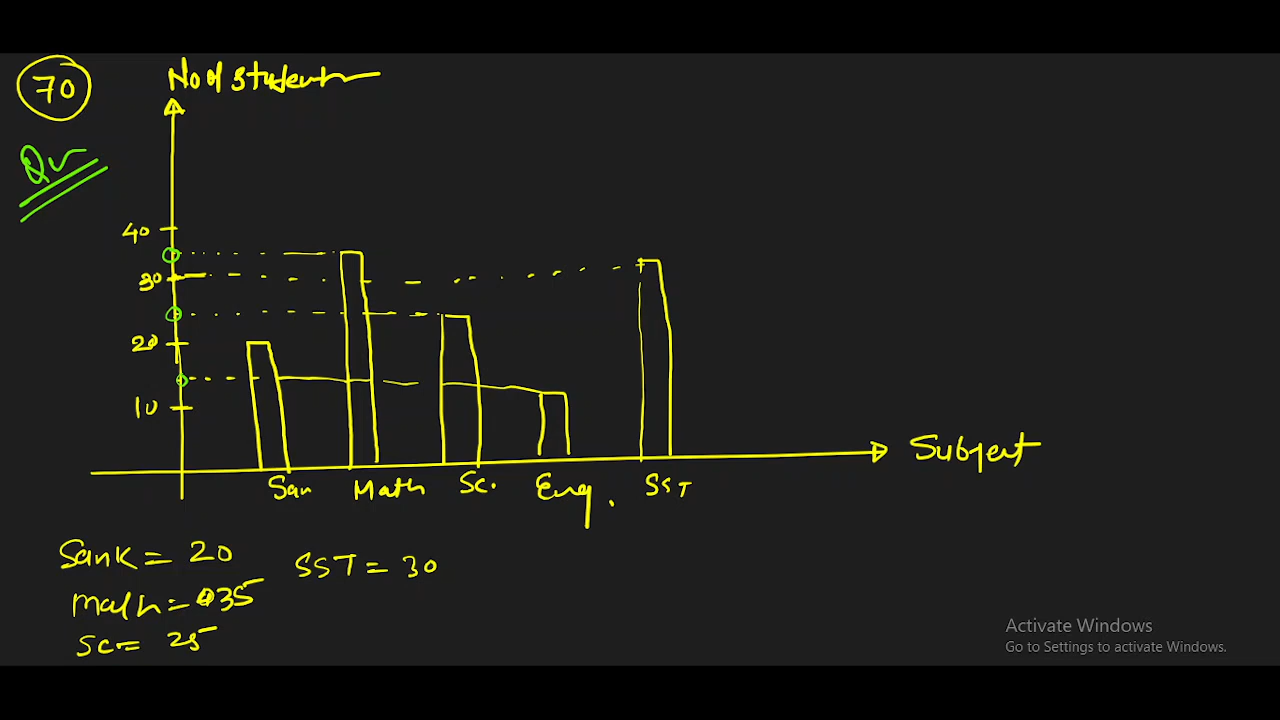 70
No of Student
Qu
40
30
20
10
San Math Sc. Eng. SST
Subject
Sank = 20 SST = 30
Math = 35
Sc = 25
Activate Windows
Go to Settings to activate Windows.